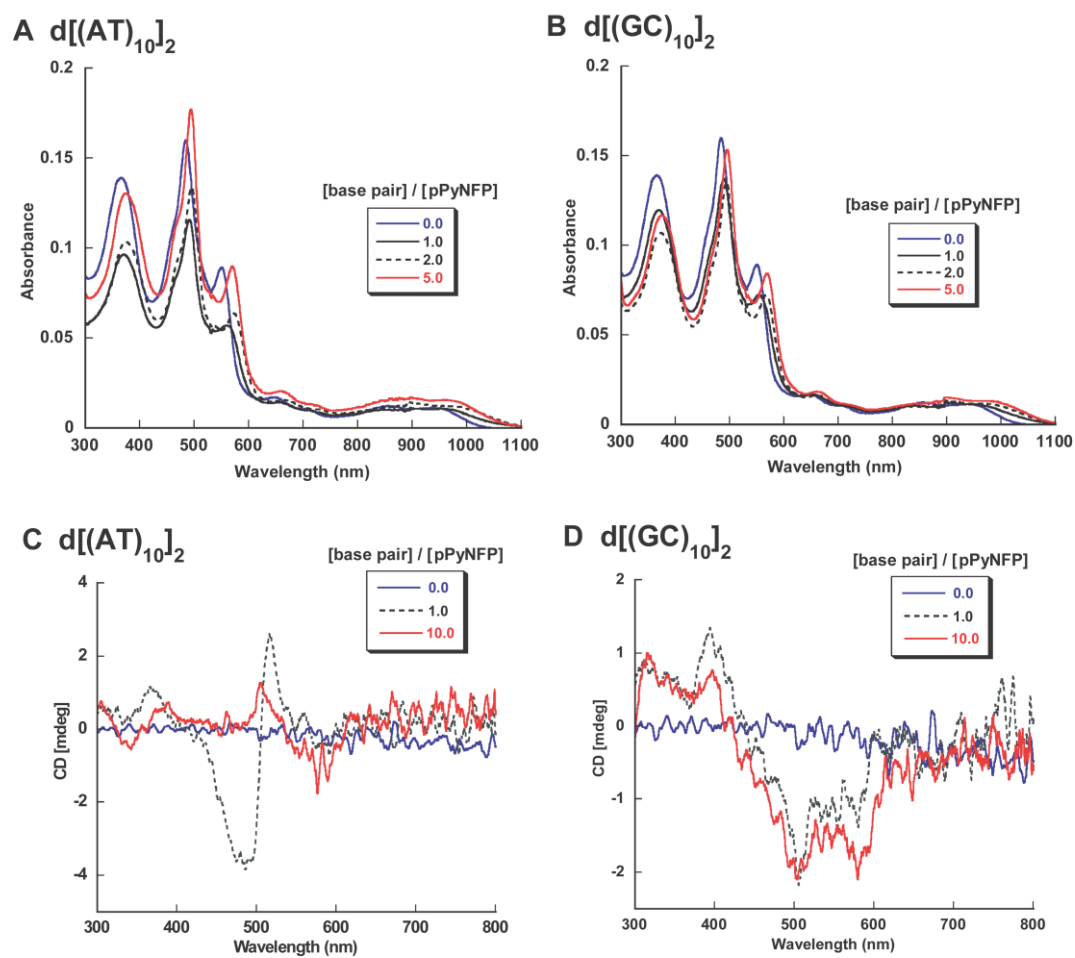 A d[(AT)10]2
0.2
0.15
0.1
0.05
0
Absorbance
300 400 500 600 700 800 900 1000 1100
Wavelength (nm)
[base pair] / [pPyNFP]
0.0
1.0
2.0
5.0
B d[(GC)10]2
0.2
0.15
0.1
0.05
0
Absorbance
300 400 500 600 700 800 900 1000 1100
Wavelength (nm)
[base pair] / [pPyNFP]
0.0
1.0
2.0
5.0
C d[(AT)10]2
[base pair] / [pPyNFP]
0.0
1.0
10.0
4
2
0
-2
-4
CD [mdeg]
300 400 500 600 700 800
Wavelength (nm)
D d[(GC)10]2
[base pair] / [pPyNFP]
0.0
1.0
10.0
2
1
0
-1
-2
CD [mdeg]
300 400 500 600 700 800
Wavelength (nm)